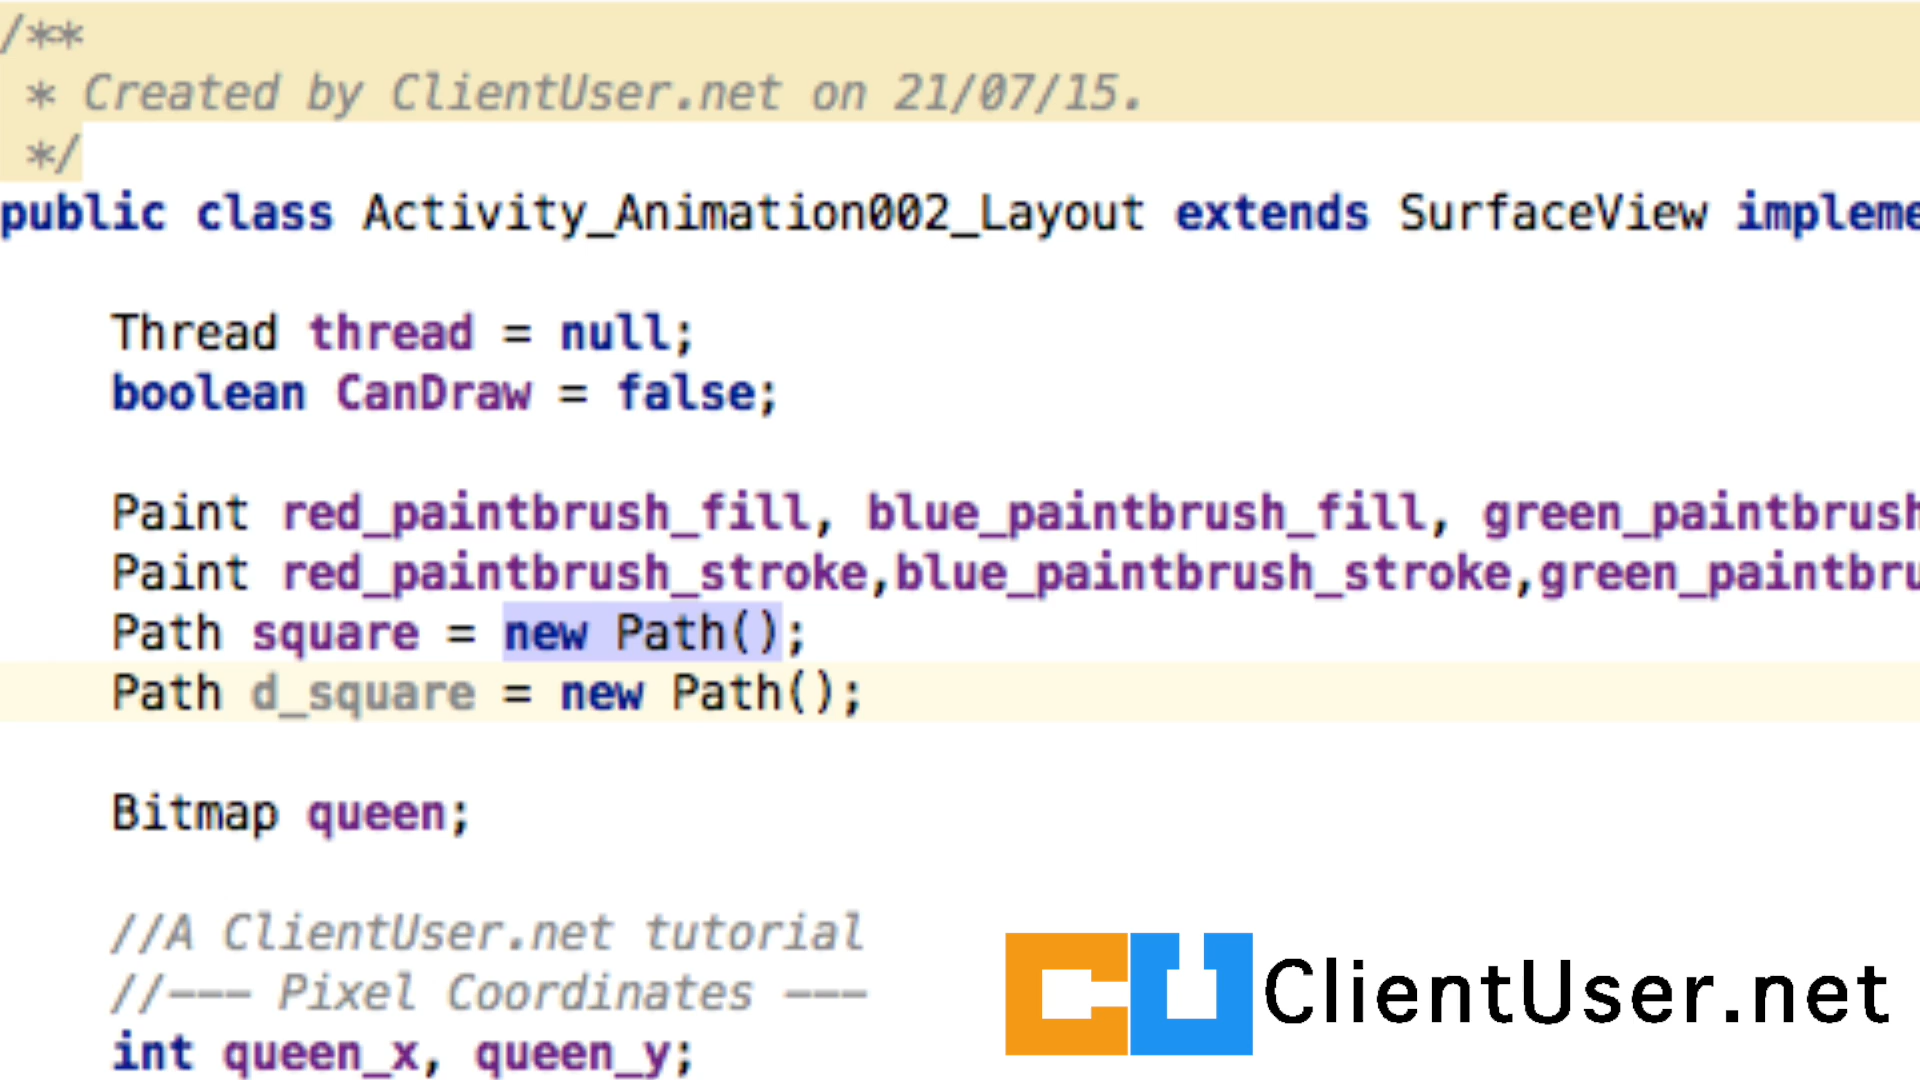 /**
 * Created by ClientUser.net on 21/07/15.
 */
public class Activity_Animation002_Layout extends SurfaceView impleme
Thread thread = null;
boolean CanDraw = false;
Paint red_paintbrush_fill, blue_paintbrush_fill, green_paintbrush
Paint red_paintbrush_stroke,blue_paintbrush_stroke,green_paintbru
Path square = new Path();
Path d_square = new Path();
Bitmap queen;
//A ClientUser.net tutorial
//--- Pixel Coordinates ---
int queen_x, queen_y;
CU ClientUser.net